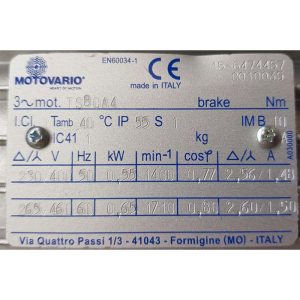 MOTOVARIO®
HEART OF MOTION
EN60034-1
CE
made in ITALY
3~mot. TS80A4 brake Nm
I.CL Tamb 40 °C IP 55 S 1 IM B
IC41 kg
△/⅄ V Hz kW min-1 cosφ △/⅄ A
230/400 50 0,55 1400 0,77 2,56/1,48
265/460 60 0,65 1710 0,80 2,60/1,50
Via Quattro Passi 1/3 - 41043 - Formigine (MO) - ITALY